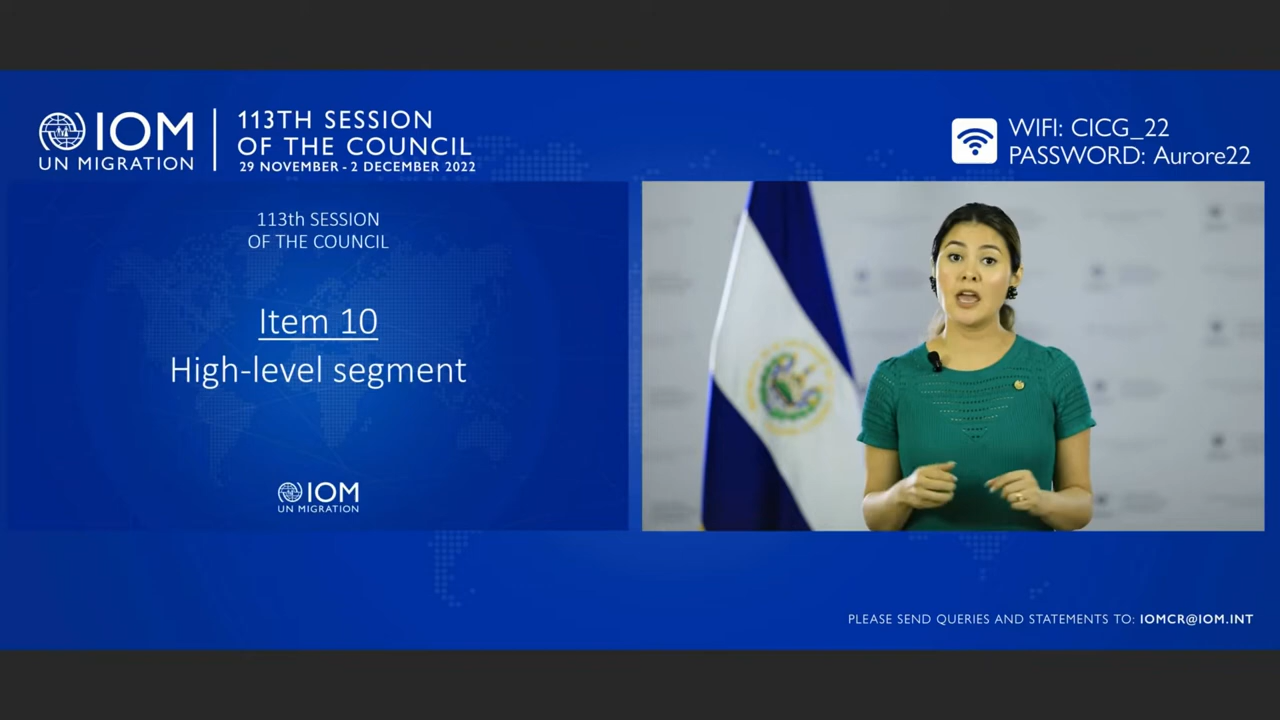 IOM
UN MIGRATION
113TH SESSION
OF THE COUNCIL
29 NOVEMBER - 2 DECEMBER 2022
WIFI: CICG_22
PASSWORD: Aurore22
113th SESSION
OF THE COUNCIL
Item 10
High-level segment
IOM
UN MIGRATION
PLEASE SEND QUERIES AND STATEMENTS TO: IOMCR@IOM.INT